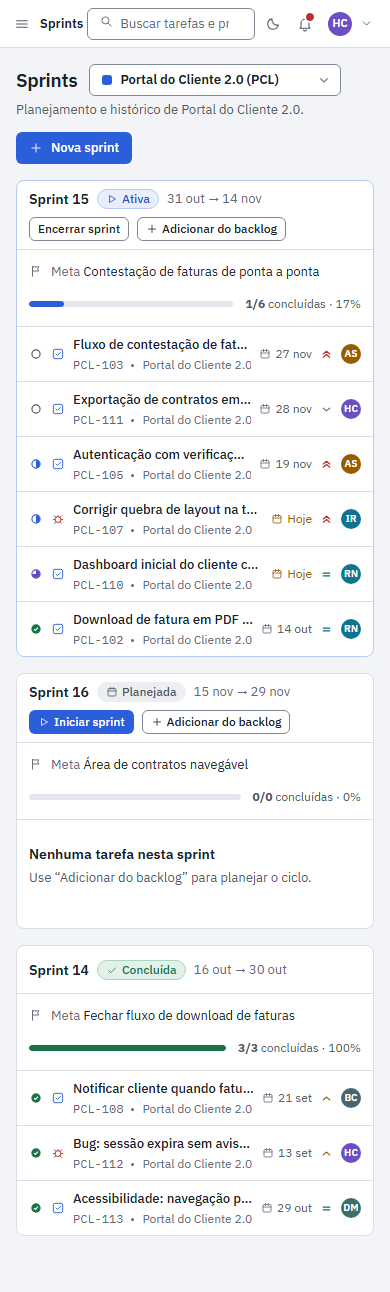 Sprints
Buscar tarefas e pr
HC
Sprints
Portal do Cliente 2.0 (PCL)
Planejamento e histórico de Portal do Cliente 2.0.
Nova sprint
Sprint 15 Ativa 31 out → 14 nov
Encerrar sprint Adicionar do backlog
Meta Contestação de faturas de ponta a ponta
1/6 concluídas · 17%
Fluxo de contestação de fat... 27 nov AS
PCL-103 • Portal do Cliente 2.0
Exportação de contratos em... 28 nov HC
PCL-111 • Portal do Cliente 2.0
Autenticação com verificaç... 19 nov AS
PCL-105 • Portal do Cliente 2.0
Corrigir quebra de layout na t... Hoje IR
PCL-107 • Portal do Cliente 2.0
Dashboard inicial do cliente c... Hoje RN
PCL-110 • Portal do Cliente 2.0
Download de fatura em PDF ... 14 out RN
PCL-102 • Portal do Cliente 2.0
Sprint 16 Planejada 15 nov → 29 nov
Iniciar sprint Adicionar do backlog
Meta Área de contratos navegável
0/0 concluídas · 0%
Nenhuma tarefa nesta sprint
Use “Adicionar do backlog” para planejar o ciclo.
Sprint 14 Concluída 16 out → 30 out
Meta Fechar fluxo de download de faturas
3/3 concluídas · 100%
Notificar cliente quando fatu... 21 set BC
PCL-108 • Portal do Cliente 2.0
Bug: sessão expira sem avis... 13 set HC
PCL-112 • Portal do Cliente 2.0
Acessibilidade: navegação p... 29 out DM
PCL-113 • Portal do Cliente 2.0